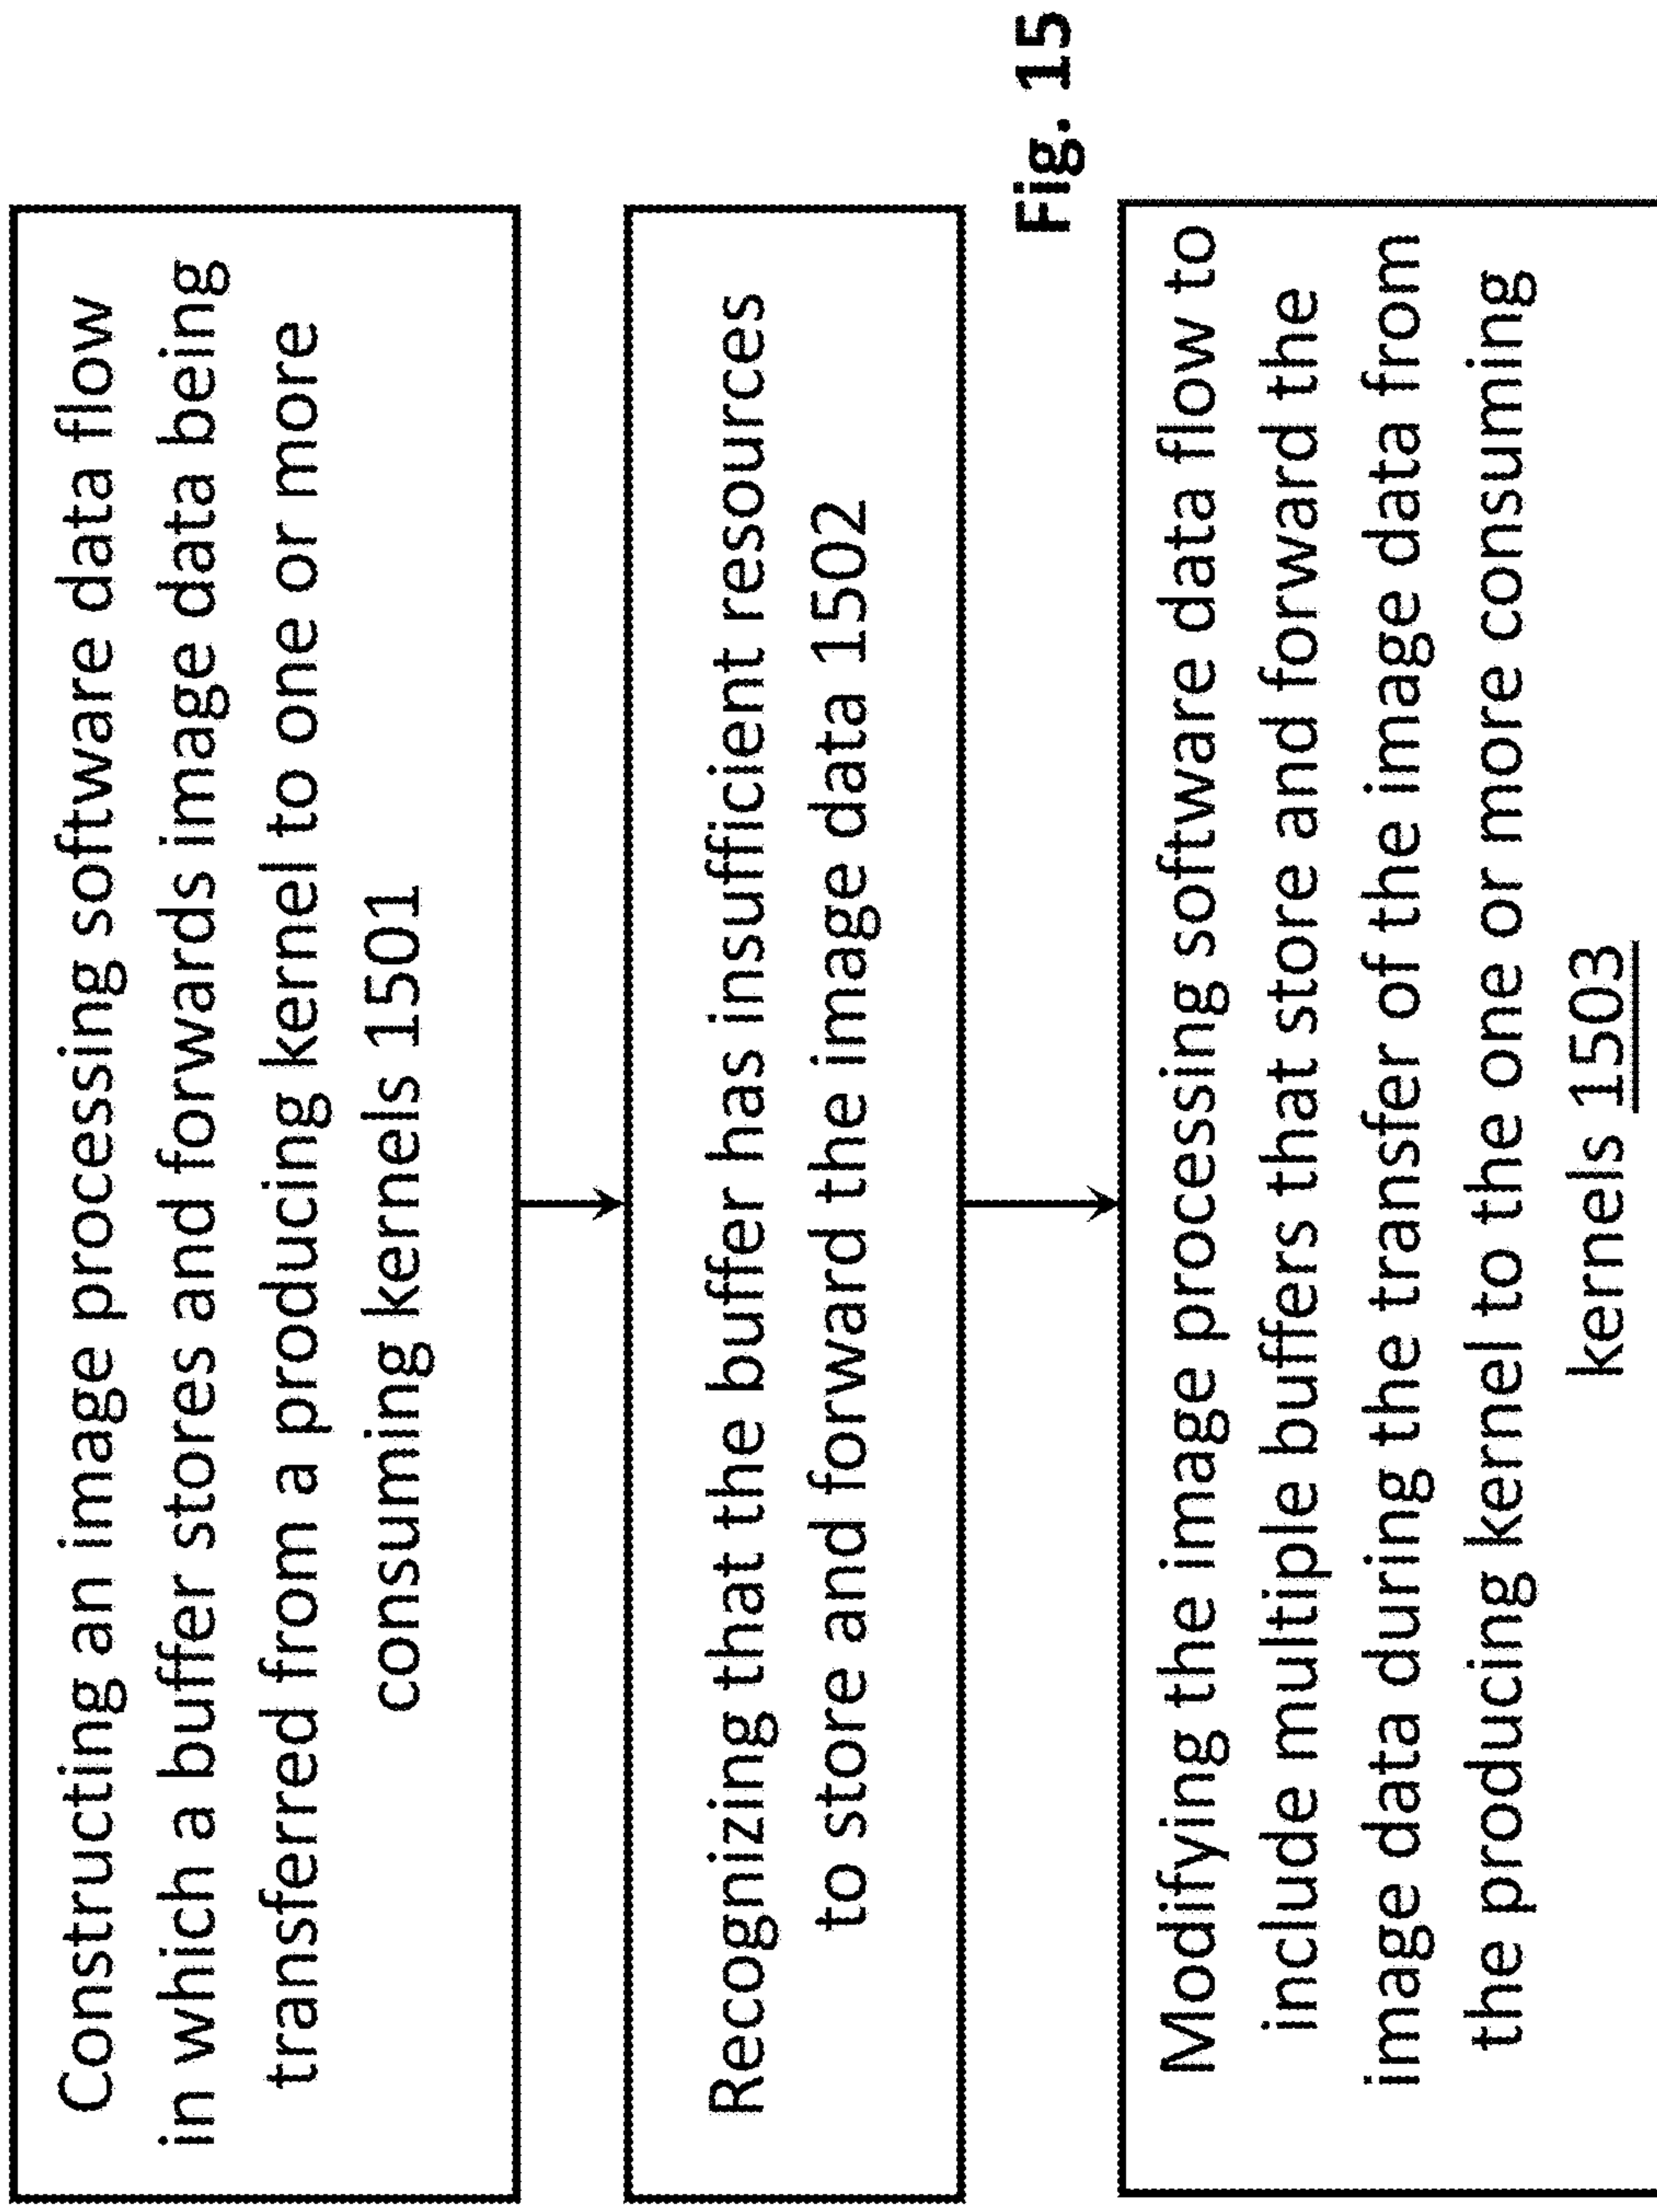 Constructing an image processing software data flow
in which a buffer stores and forwards image data being
transferred from a producing kernel to one or more
consuming kernels 1501
Recognizing that the buffer has insufficient resources
to store and forward the image data 1502
Modifying the image processing software data flow to
include multiple buffers that store and forward the
image data during the transfer of the image data from
the producing kernel to the one or more consuming
kernels 1503
Fig. 15